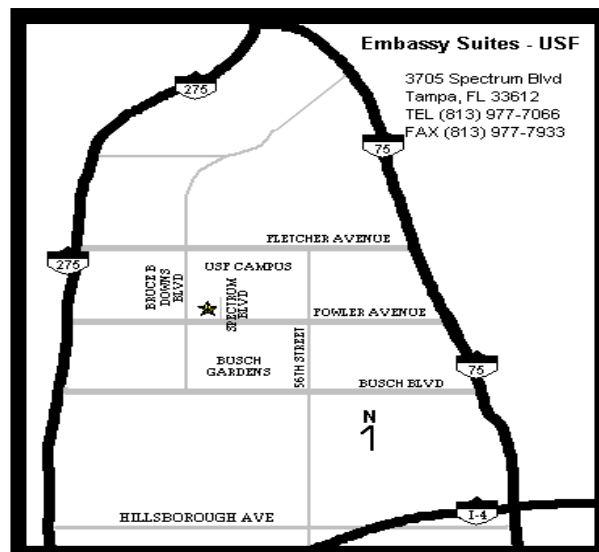 Embassy Suites - USF
3705 Spectrum Blvd
Tampa, FL 33612
TEL (813) 977-7066
FAX (813) 977-7933
275
75
FLETCHER AVENUE
275
USF CAMPUS
BRUCE B
DOWNS
BLVD
SPECTRUM
BLVD
FOWLER AVENUE
56TH STREET
BUSCH
GARDENS
75
BUSCH BLVD
N
I-4
HILLSBOROUGH AVE